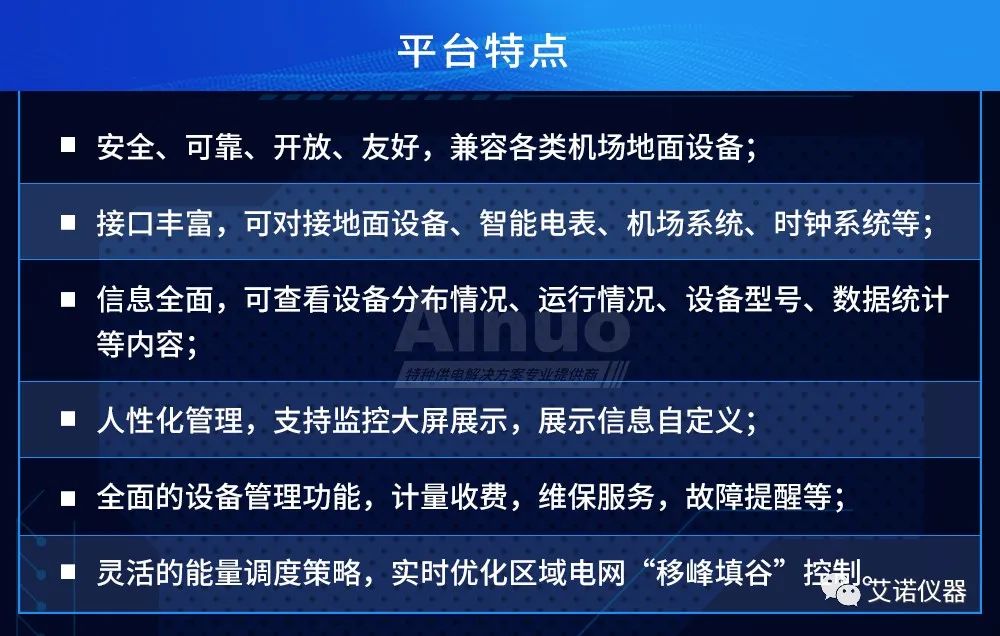 平台特点
■ 安全、可靠、开放、友好，兼容各类机场地面设备；
■ 接口丰富，可对接地面设备、智能电表、机场系统、时钟系统等；
■ 信息全面，可查看设备分布情况、运行情况、设备型号、数据统计
等内容；
Ainuo
特种供电解决方案专业提供商
■ 人性化管理，支持监控大屏展示，展示信息自定义；
■ 全面的设备管理功能，计量收费，维保服务，故障提醒等；
■ 灵活的能量调度策略，实时优化区域电网“移峰填谷”控制。
艾诺仪器